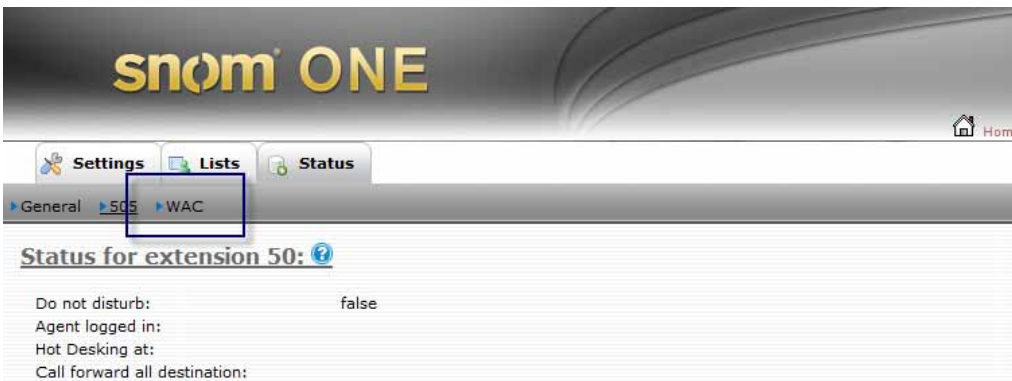 snom ONE
Hom
Settings Lists Status
General 505 WAC
Status for extension 50: ?
Do not disturb: false
Agent logged in:
Hot Desking at:
Call forward all destination: